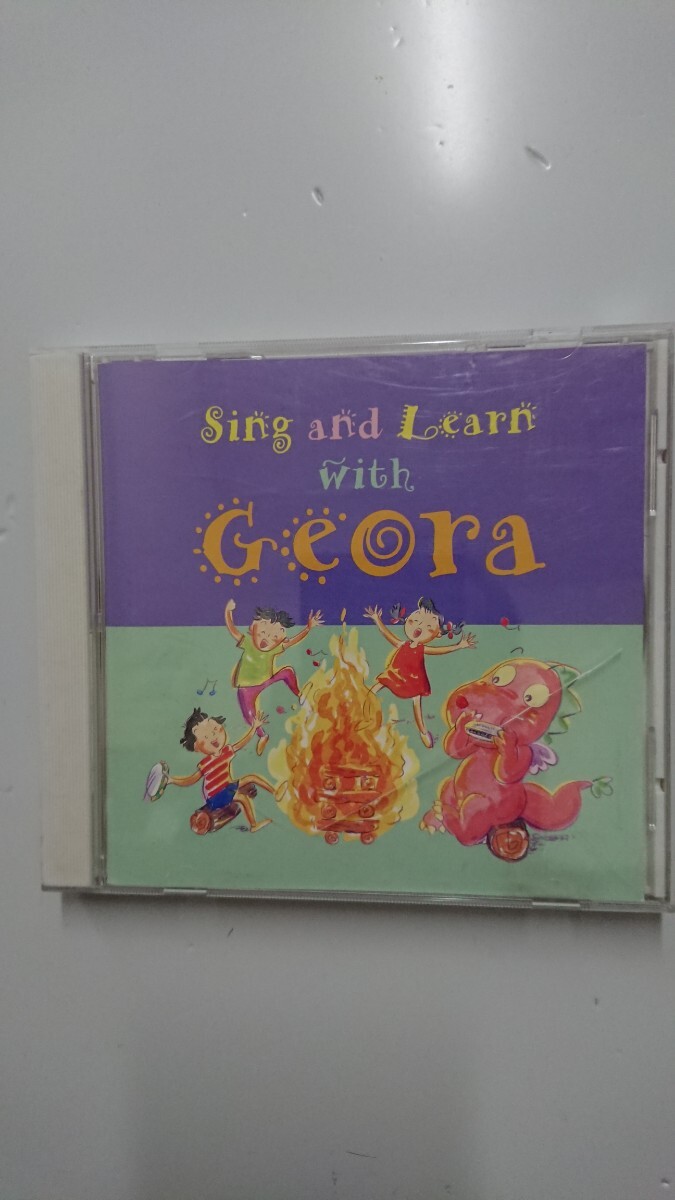 Sing and Learn
with
Geora